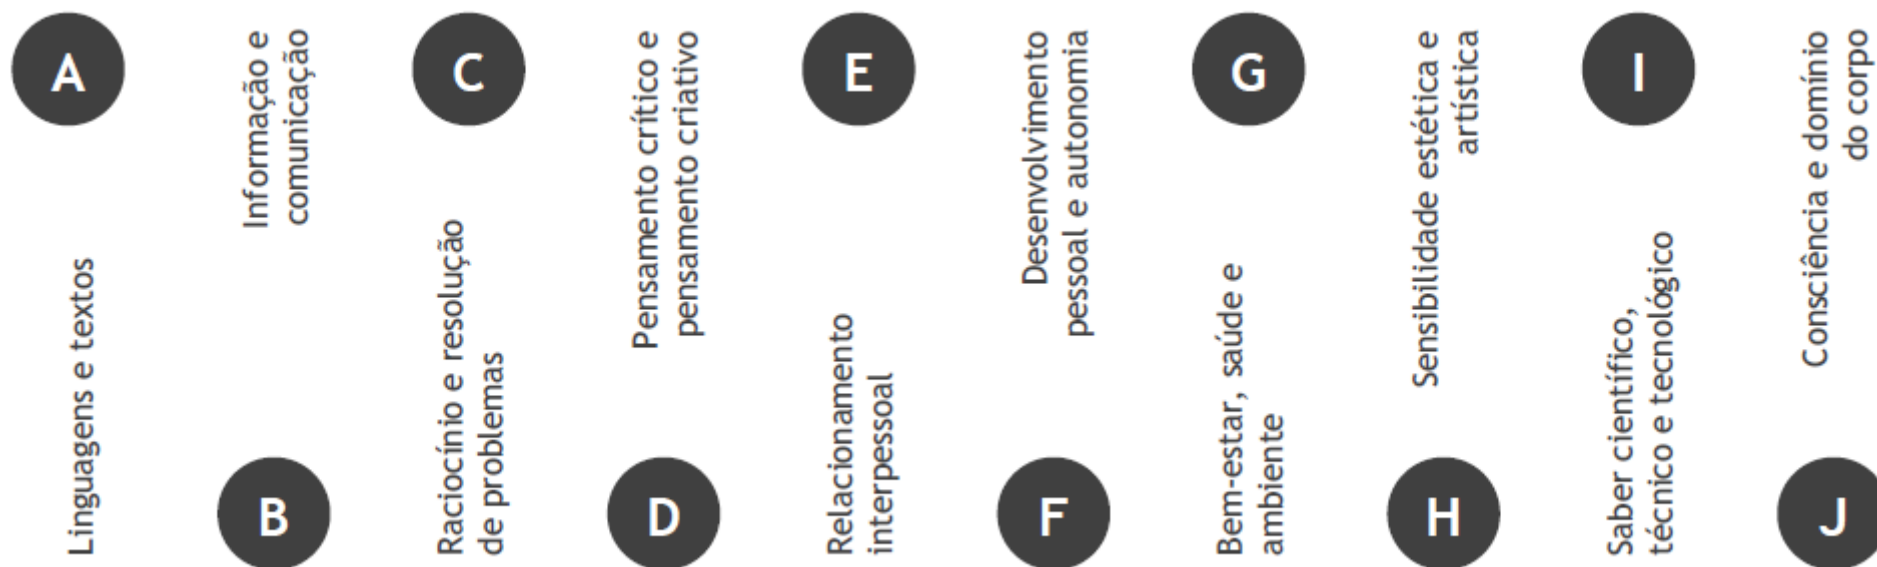 A
Linguagens e textos
B
Informação e
comunicação
C
Raciocínio e resolução
de problemas
D
Pensamento crítico e
pensamento criativo
E
Relacionamento
interpessoal
F
Desenvolvimento
pessoal e autonomia
G
Bem-estar, saúde e
ambiente
H
Sensibilidade estética e
artística
I
Saber científico,
técnico e tecnológico
J
Consciência e domínio
do corpo